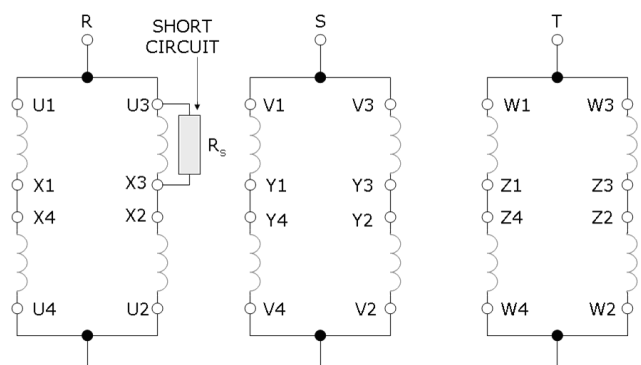 R
SHORT
CIRCUIT
S
T
U1 U3 V1 V3 W1 W3
Rs
X1 X3 Y1 Y3 Z1 Z3
X4 X2 Y4 Y2 Z4 Z2
U4 U2 V4 V2 W4 W2